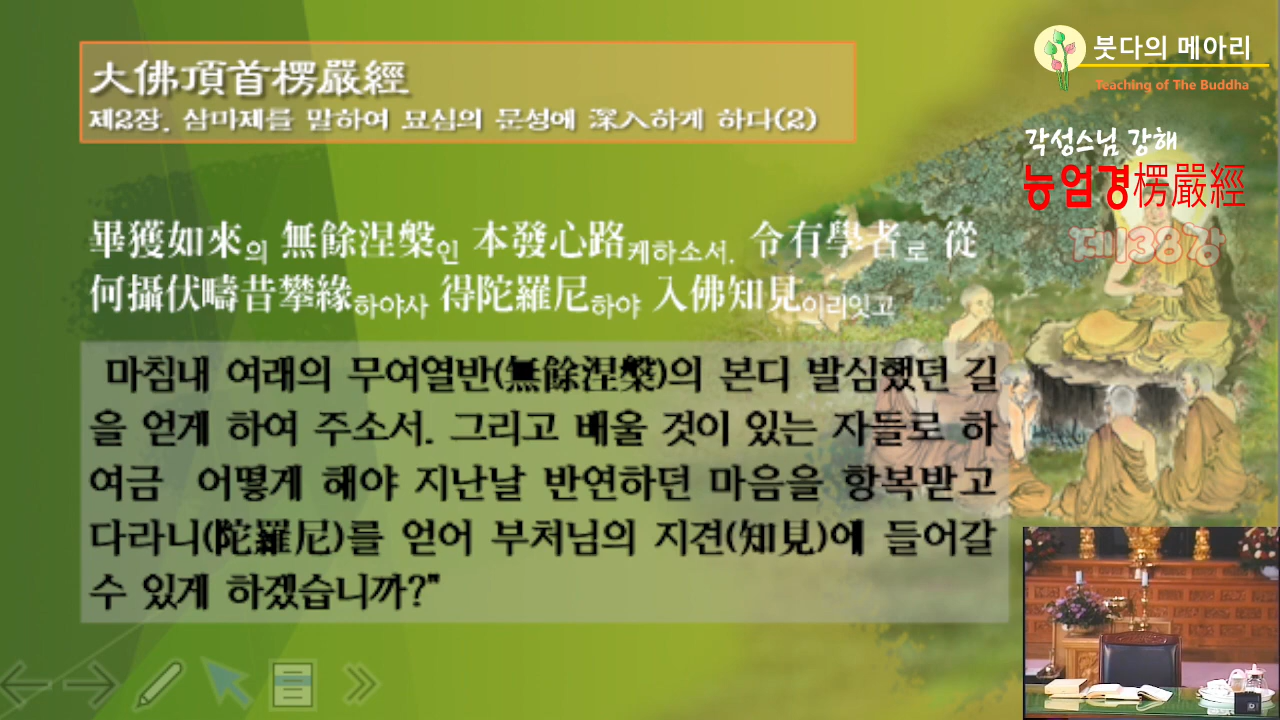 大佛頂首楞嚴經
제2장. 삼마제를 말하여 묘심의 문성에 深入하게 하다(2)
붓다의 메아리
Teaching of The Buddha
각성스님 강해
능엄경楞嚴經
제138강
畢獲如來의 無餘涅槃인 本發心路케하소서. 令有學者로 從
何攝伏疇昔攀緣하야사 得陀羅尼하야 入佛知見이리잇고
마침내 여래의 무여열반(無餘涅槃)의 본디 발심했던 길
을 얻게 하여 주소서. 그리고 배울 것이 있는 자들로 하
여금 어떻게 해야 지난날 반연하던 마음을 항복받고
다라니(陀羅尼)를 얻어 부처님의 지견(知見)에 들어갈
수 있게 하겠습니까?"